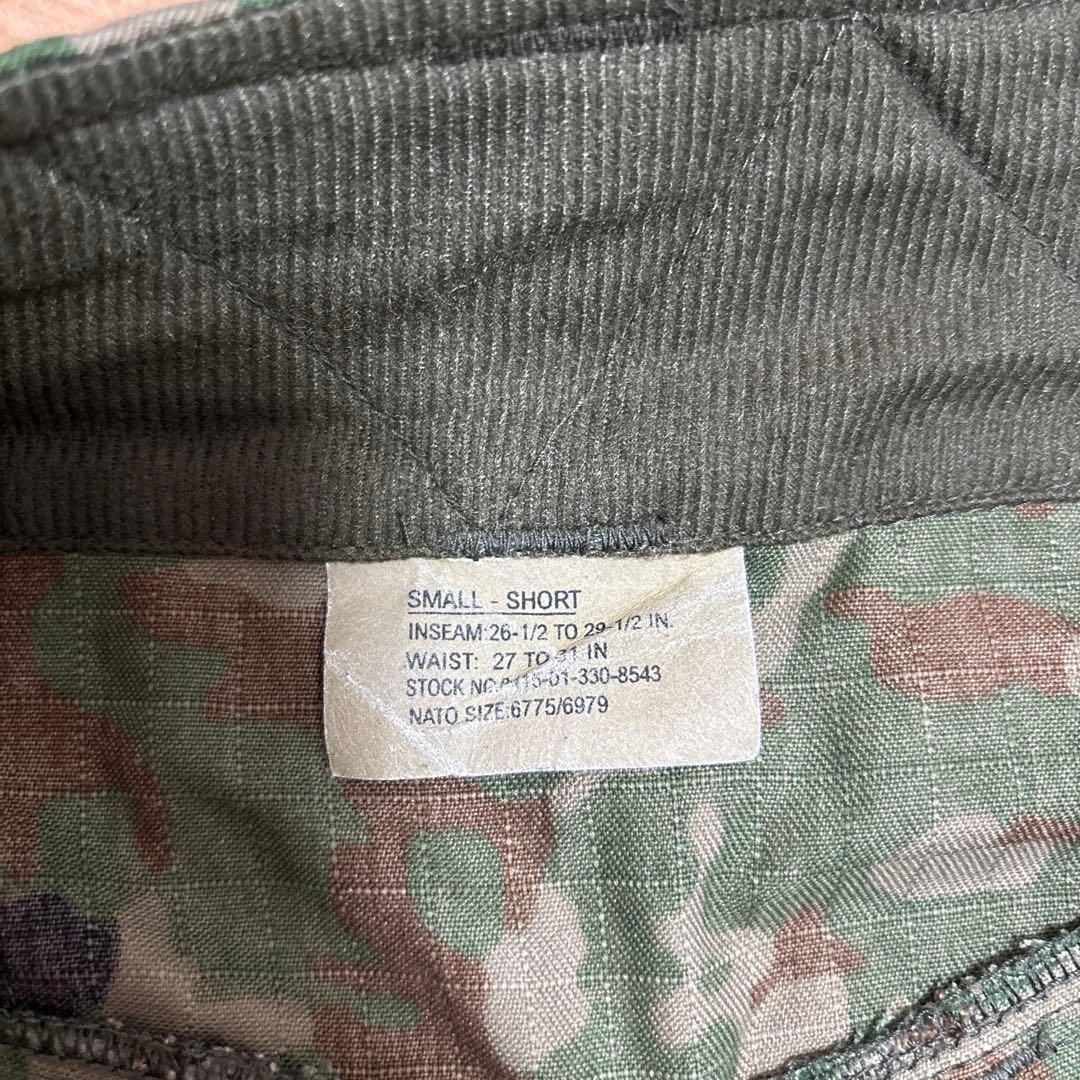 SMALL - SHORT
INSEAM:26-1/2 TO 29-1/2 IN.
WAIST: 27 TO 31 IN
STOCK NO.8415-01-330-8543
NATO SIZE:6775/6979